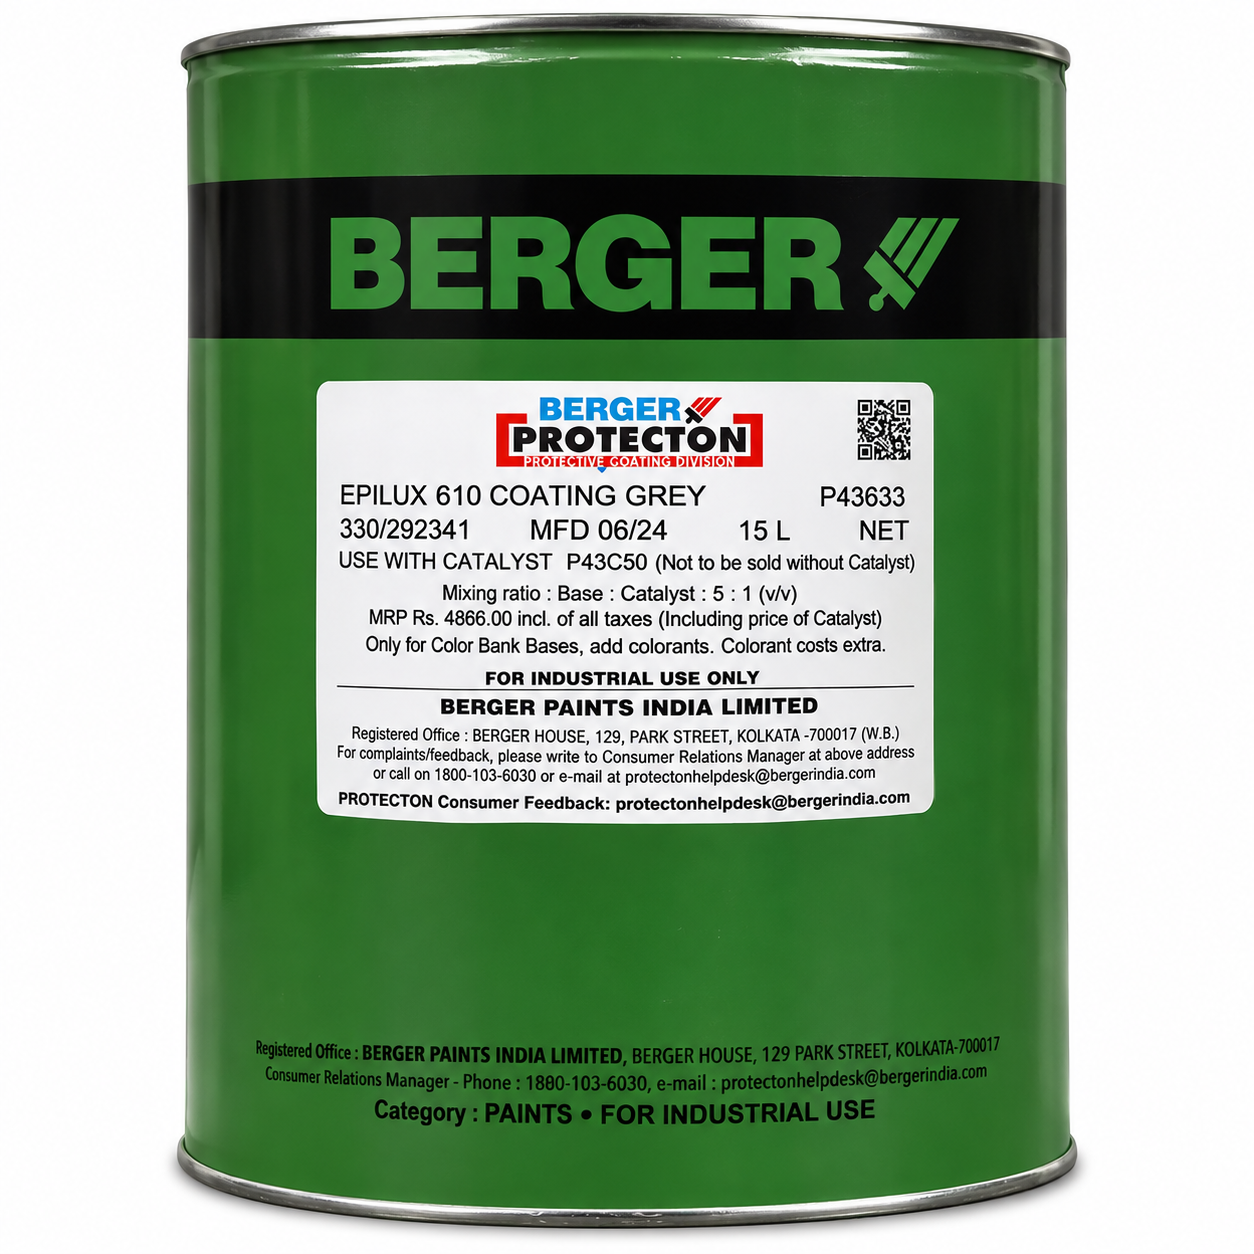 BERGER
BERGER
PROTECTON
PROTECTIVE COATING DIVISION
EPILUX 610 COATING GREY P43633
330/292341 MFD 06/24 15 L NET
USE WITH CATALYST P43C50 (Not to be sold without Catalyst)
Mixing ratio : Base : Catalyst : 5 : 1 (v/v)
MRP Rs. 4866.00 incl. of all taxes (Including price of Catalyst)
Only for Color Bank Bases, add colorants. Colorant costs extra.
FOR INDUSTRIAL USE ONLY
BERGER PAINTS INDIA LIMITED
Registered Office : BERGER HOUSE, 129, PARK STREET, KOLKATA -700017 (W.B.)
For complaints/feedback, please write to Consumer Relations Manager at above address
or call on 1800-103-6030 or e-mail at protectonhelpdesk@bergerindia.com
PROTECTON Consumer Feedback: protectonhelpdesk@bergerindia.com
Registered Office : BERGER PAINTS INDIA LIMITED, BERGER HOUSE, 129 PARK STREET, KOLKATA-700017
Consumer Relations Manager - Phone : 1880-103-6030, e-mail : protectonhelpdesk@bergerindia.com
Category : PAINTS • FOR INDUSTRIAL USE